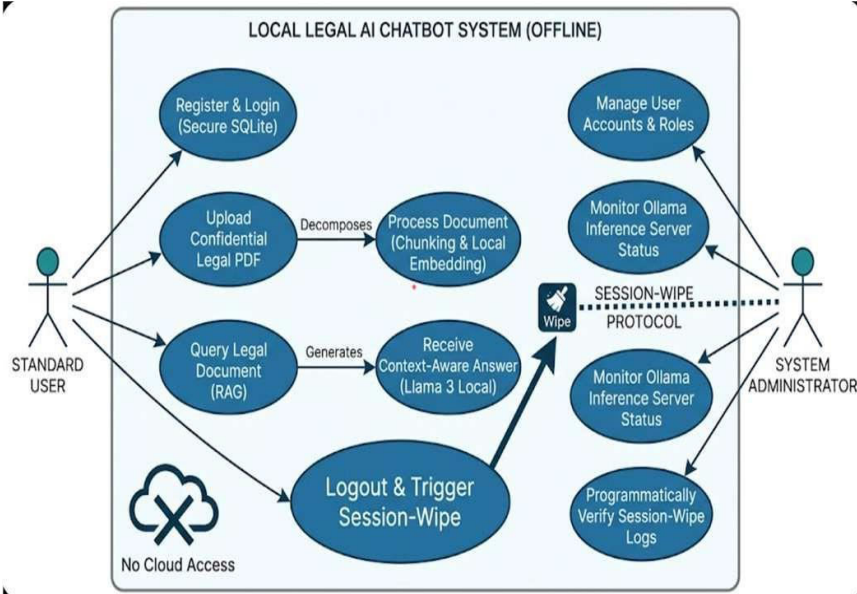 LOCAL LEGAL AI CHATBOT SYSTEM (OFFLINE)
Register & Login
(Secure SQLite)
Manage User
Accounts & Roles
Upload
Confidential
Legal PDF
Decomposes
Process Document
(Chunking & Local
Embedding)
Monitor Ollama
Inference Server
Status
Wipe
SESSION-WIPE
PROTOCOL
STANDARD
USER
SYSTEM
ADMINISTRATOR
Query Legal
Document
(RAG)
Generates
Receive
Context-Aware Answer
(Llama 3 Local)
Monitor Ollama
Inference Server
Status
Logout & Trigger
Session-Wipe
Programmatically
Verify Session-Wipe
Logs
No Cloud Access